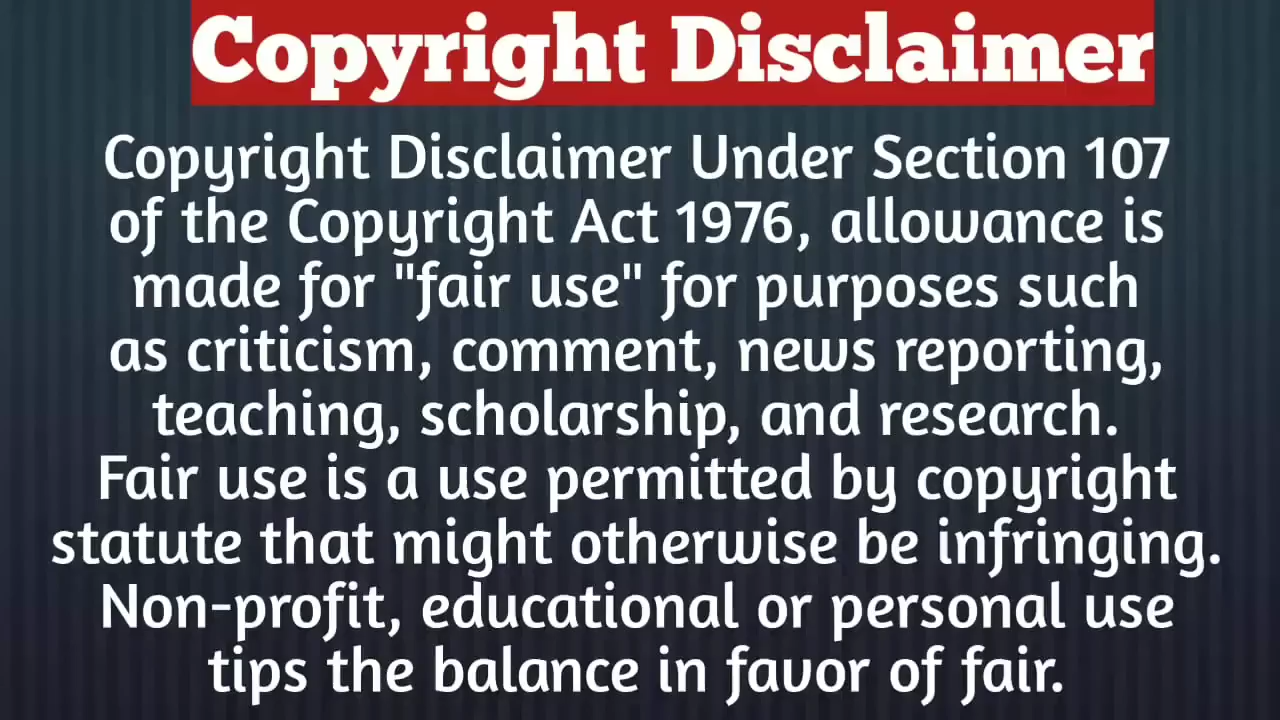 Copyright Disclaimer
Copyright Disclaimer Under Section 107
of the Copyright Act 1976, allowance is
made for "fair use" for purposes such
as criticism, comment, news reporting,
teaching, scholarship, and research.
Fair use is a use permitted by copyright
statute that might otherwise be infringing.
Non-profit, educational or personal use
tips the balance in favor of fair.